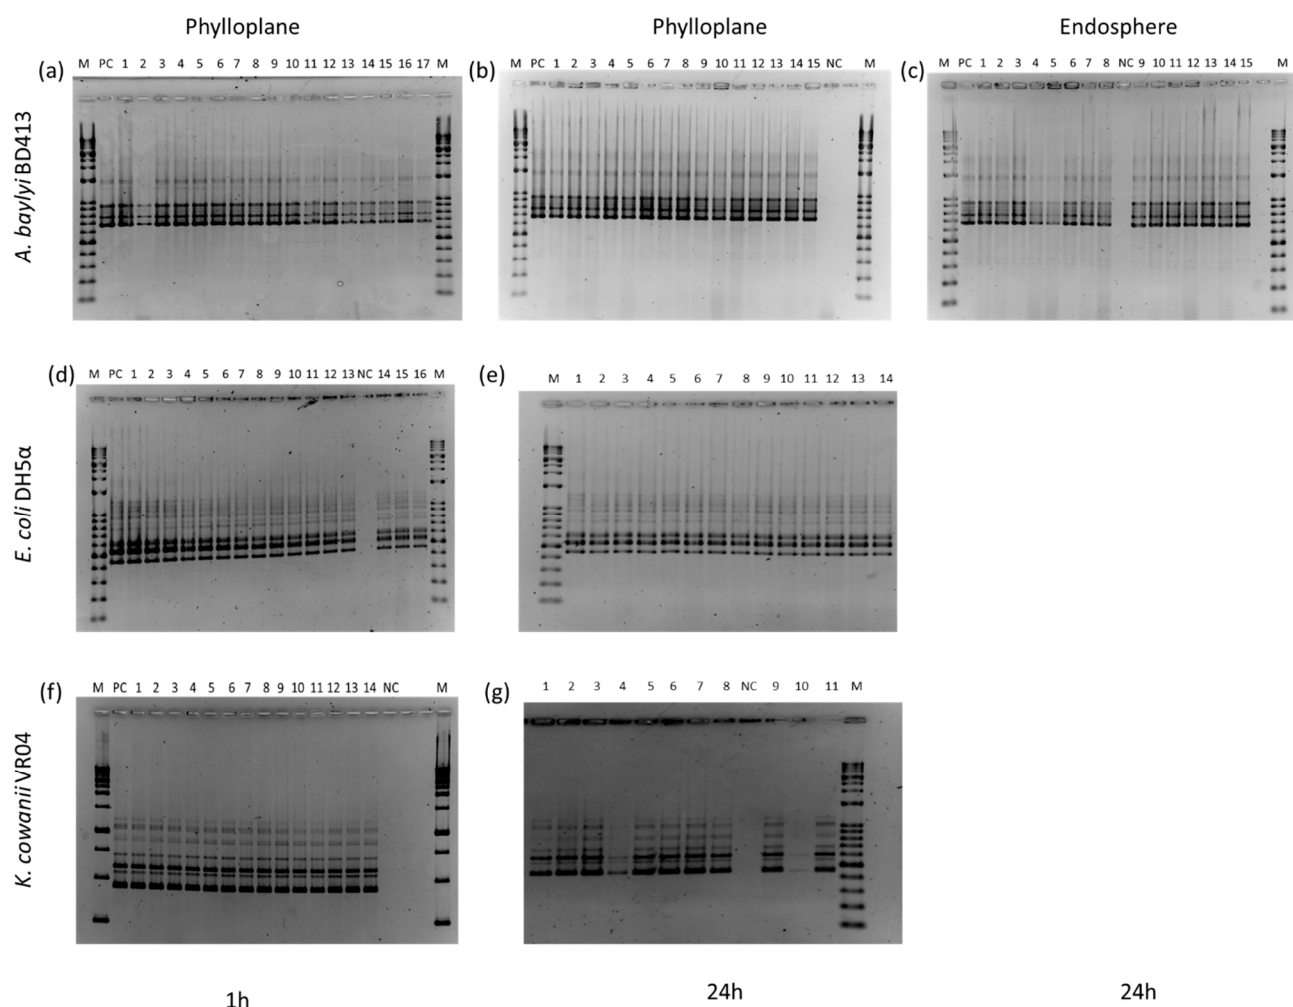 Phylloplane Phylloplane Endosphere
(a) M PC 1 2 3 4 5 6 7 8 9 10 11 12 13 14 15 16 17 M
(b) M PC 1 2 3 4 5 6 7 8 9 10 11 12 13 14 15 NC M
(c) M PC 1 2 3 4 5 6 7 8 NC 9 10 11 12 13 14 15 M
A. baylyi BD413
(d) M PC 1 2 3 4 5 6 7 8 9 10 11 12 13 NC 14 15 16 M
(e) M 1 2 3 4 5 6 7 8 9 10 11 12 13 14
E. coli DH5α
(f) M PC 1 2 3 4 5 6 7 8 9 10 11 12 13 14 NC M
(g) 1 2 3 4 5 6 7 8 NC 9 10 11 M
K. cowanii VR04
1h 24h 24h